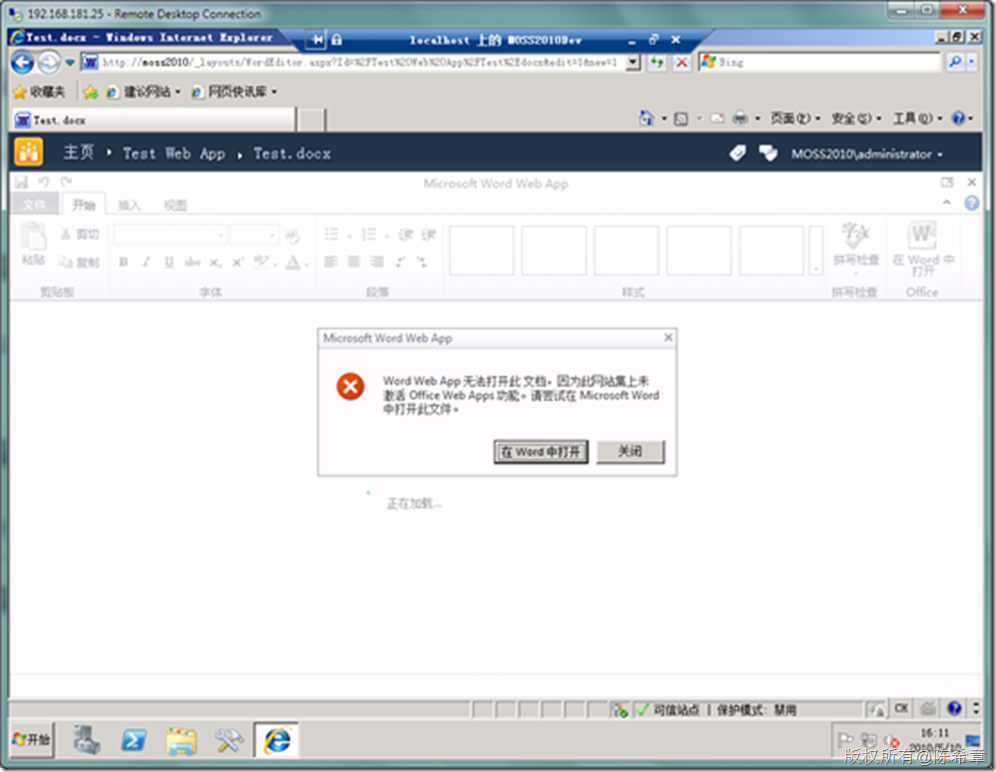 192.168.181.25 - Remote Desktop Connection
Test.docx - Windows Internet Explorer
localhost 上的 MOSS2010Dev
http://moss2010/_layouts/WordEditor.aspx?Id=%2FTest%20Web%20App%2FTest%2Edocx&edit=1&new=1
Bing
收藏夹 建议网站 网页快讯库
Test.docx
页面(P) 安全(S) 工具(O)
主页 Test Web App Test.docx
MOSS2010\administrator
Microsoft Word Web App
文件 开始 插入 视图
粘贴 剪切
复制
B I U abc X₂ X² A
拼写检查
在 Word 中打开
剪贴板 字体 段落 样式 拼写检查 Office
Microsoft Word Web App
Word Web App 无法打开此 文档。因为此网站集上未
激活 Office Web Apps 功能。请尝试在 Microsoft Word
中打开此文件。
在 Word 中打开 关闭
正在加载...
可信站点 | 保护模式: 禁用
CH
开始
16:11
版权所有@陈希章